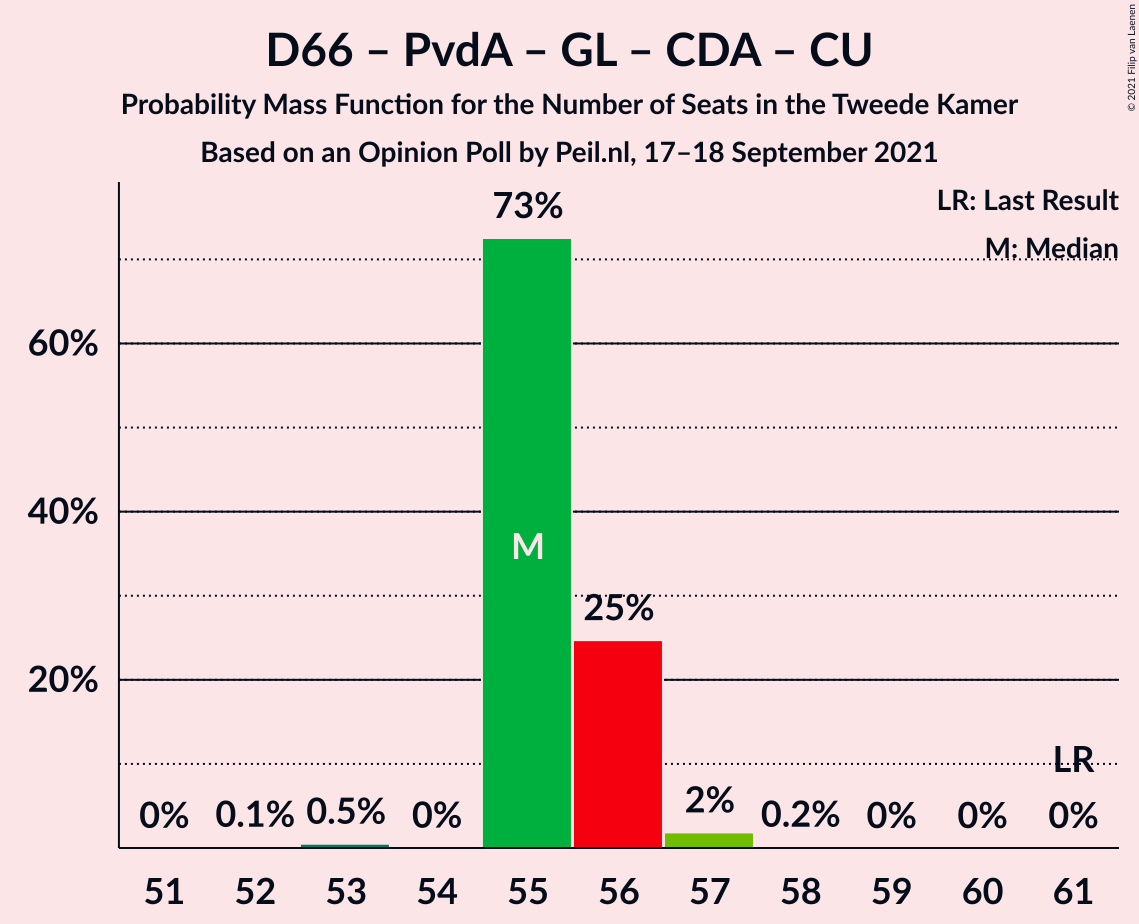 D66 – PvdA – GL – CDA – CU
Probability Mass Function for the Number of Seats in the Tweede Kamer
Based on an Opinion Poll by Peil.nl, 17–18 September 2021
© 2021 Filip van Laenen
LR: Last Result
M: Median
73%
60%
40%
M
25%
20%
LR
0% 0.1% 0.5% 0% 2% 0.2% 0% 0% 0%
51 52 53 54 55 56 57 58 59 60 61